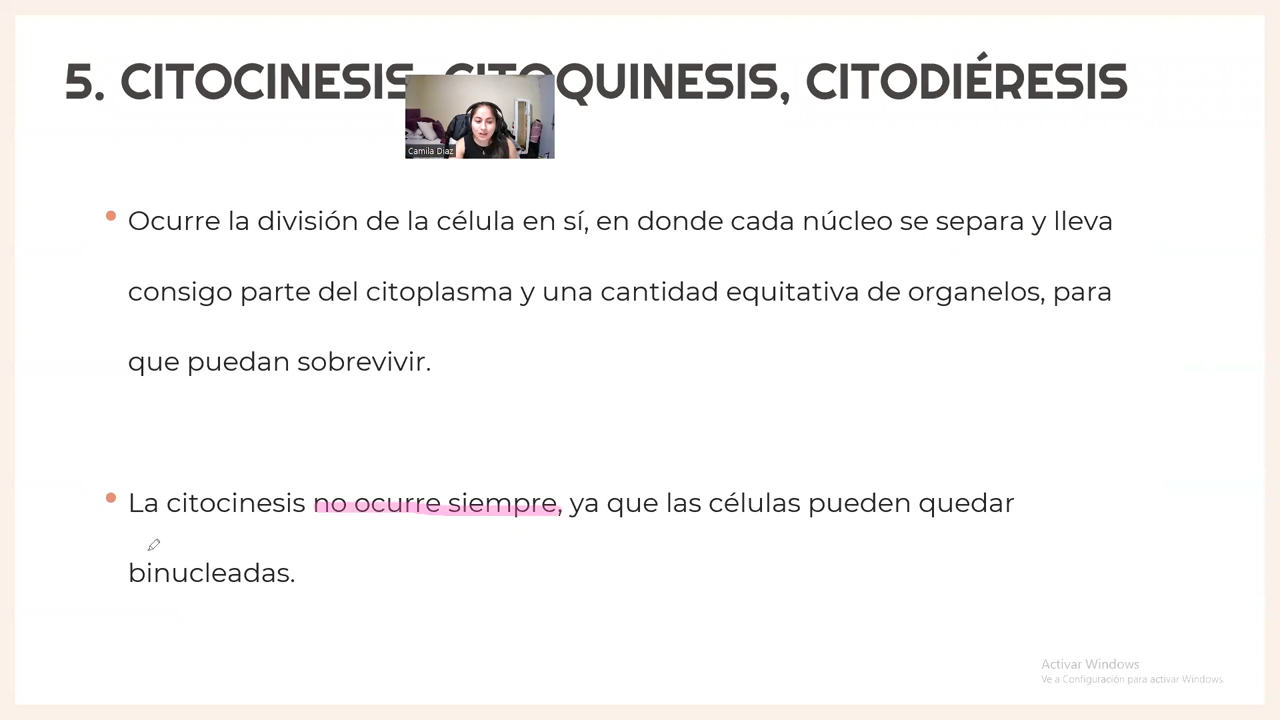 5. CITOCINESIS, CITOQUINESIS, CITODIÉRESIS
Camila Diaz
Ocurre la división de la célula en sí, en donde cada núcleo se separa y lleva
consigo parte del citoplasma y una cantidad equitativa de organelos, para
que puedan sobrevivir.
La citocinesis no ocurre siempre, ya que las células pueden quedar
binucleadas.
Activar Windows
Ve a Configuración para activar Windows.